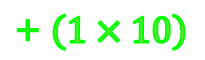 + (1 × 10)